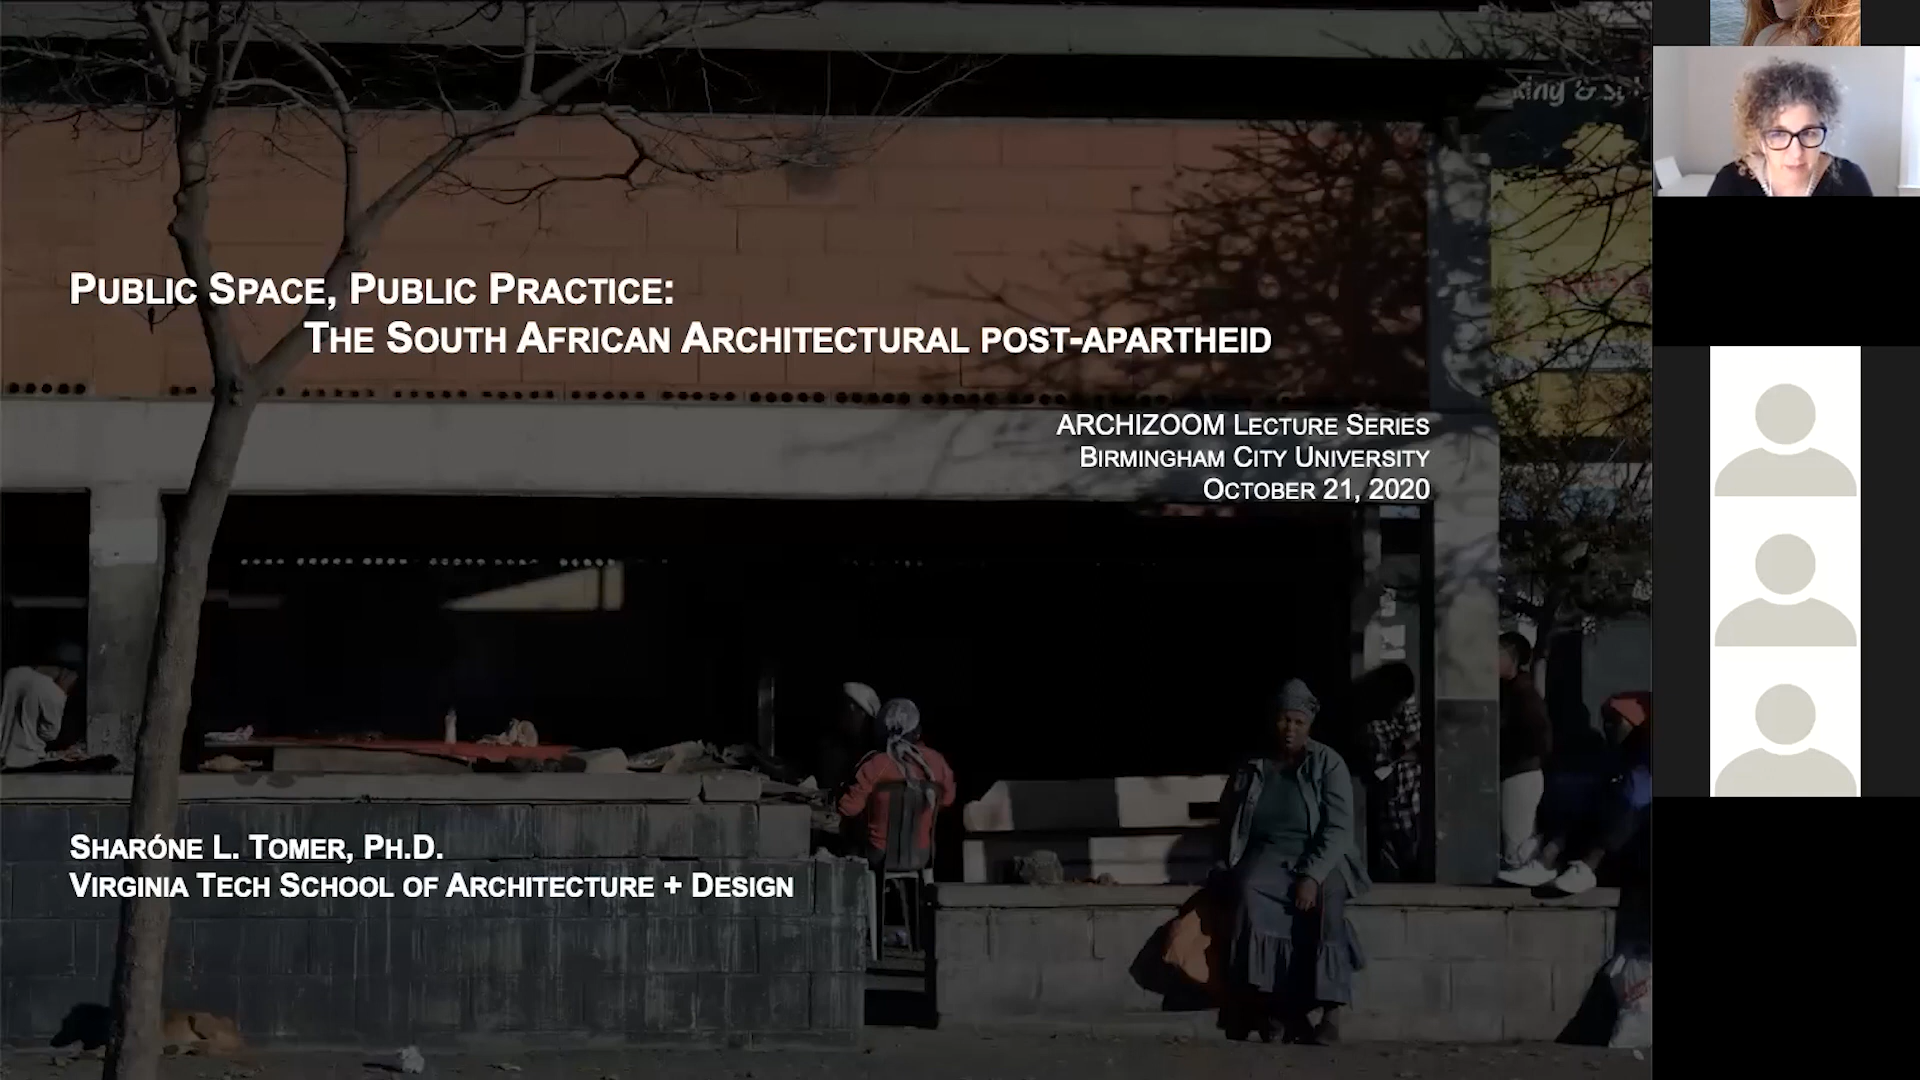 PUBLIC SPACE, PUBLIC PRACTICE:
THE SOUTH AFRICAN ARCHITECTURAL POST-APARTHEID
ARCHIZOOM LECTURE SERIES
BIRMINGHAM CITY UNIVERSITY
OCTOBER 21, 2020
SHARÓNE L. TOMER, PH.D.
VIRGINIA TECH SCHOOL OF ARCHITECTURE + DESIGN